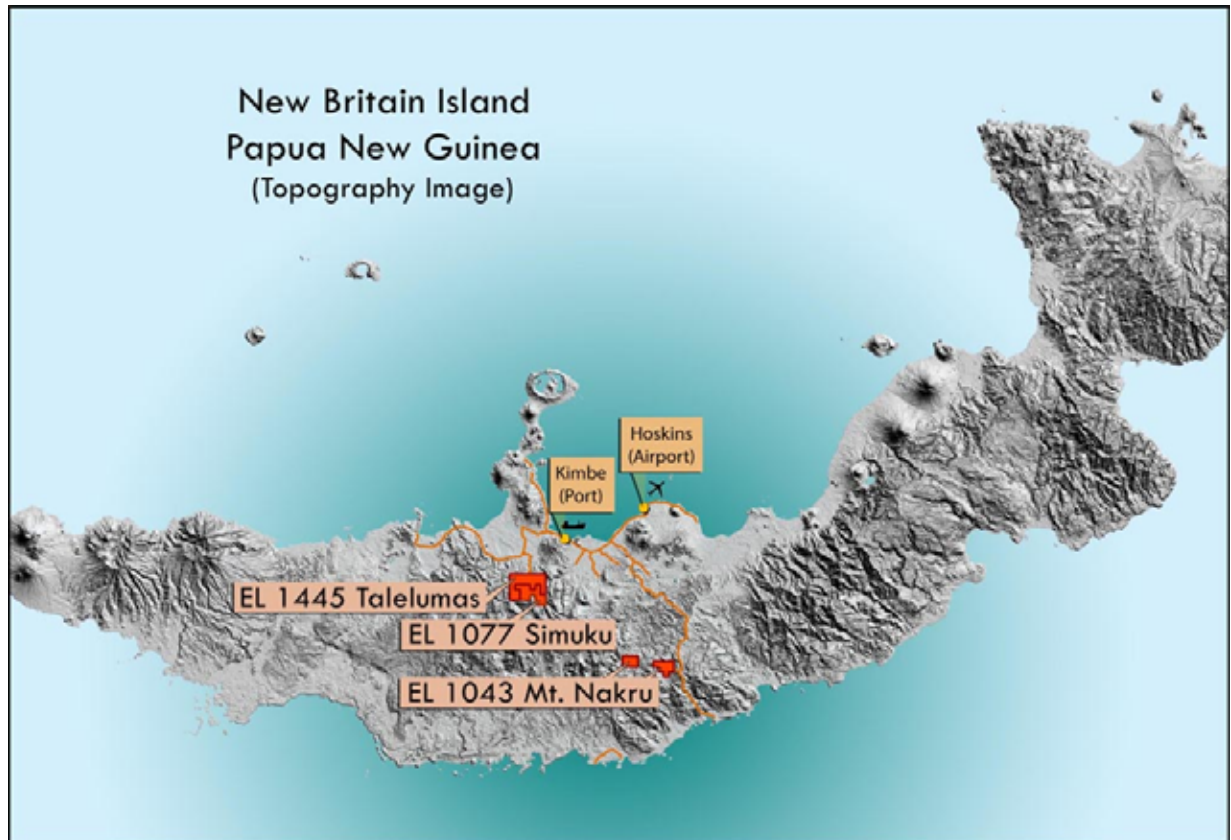 New Britain Island
Papua New Guinea
(Topography Image)
Hoskins
(Airport)
Kimbe
(Port)
EL 1445 Talelumas
EL 1077 Simuku
EL 1043 Mt. Nakru